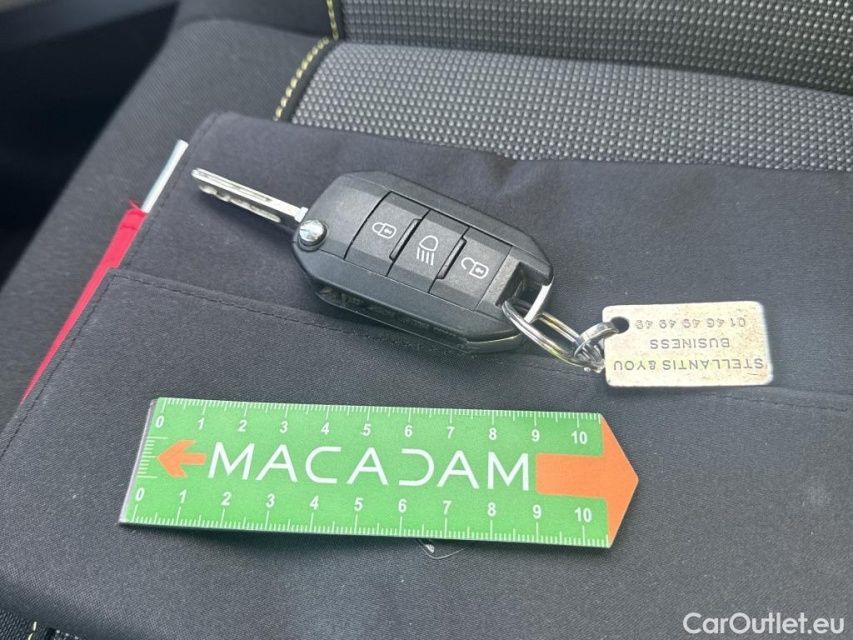 STELLANTIS &YOU
BUSINESS
01 46 49 49 49
0 1 2 3 4 5 6 7 8 9 10
MACADAM
0 1 2 3 4 5 6 7 8 9 10
CarOutlet.eu